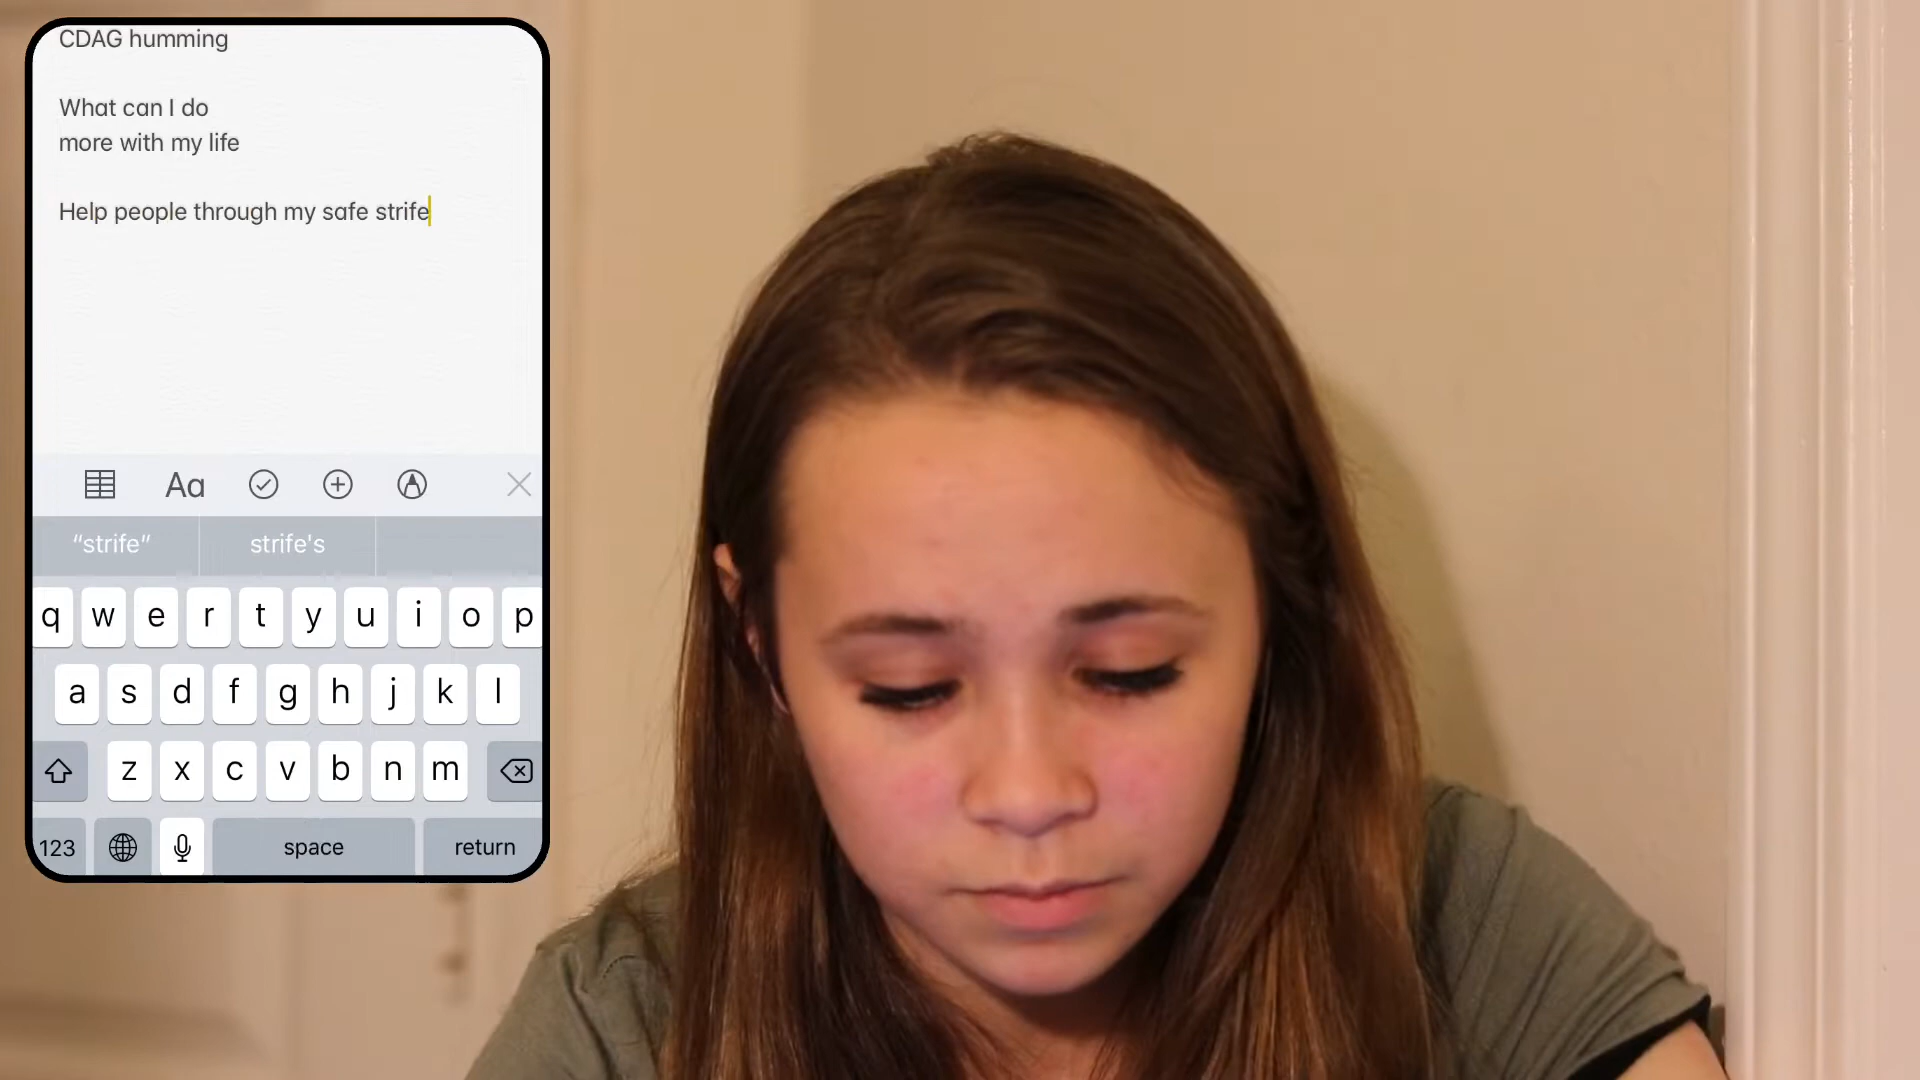 CDAG humming
What can I do
more with my life
Help people through my safe strife
Aa
“strife” strife's
q w e r t y u i o p
a s d f g h j k l
z x c v b n m
123 space return